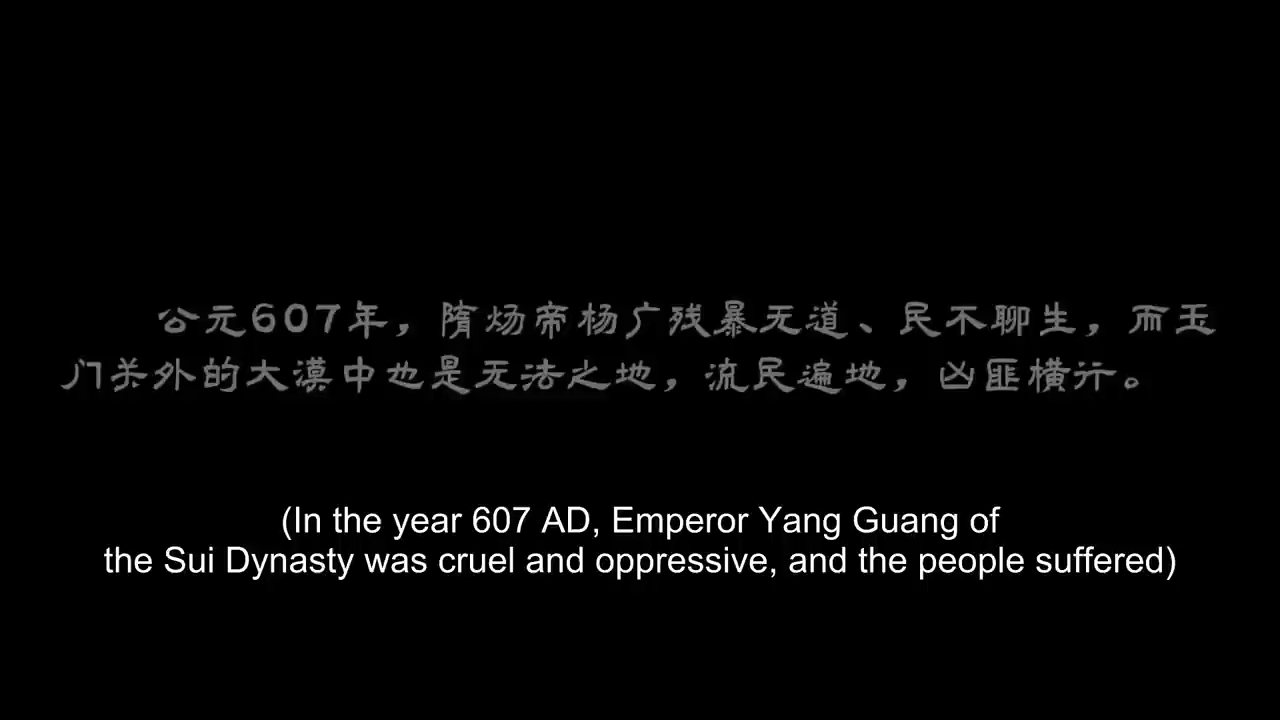 公元607年，隋炀帝杨广残暴无道、民不聊生，而玉
门关外的大漠中也是无法之地，流民遍地，凶匪横行。
(In the year 607 AD, Emperor Yang Guang of
the Sui Dynasty was cruel and oppressive, and the people suffered)